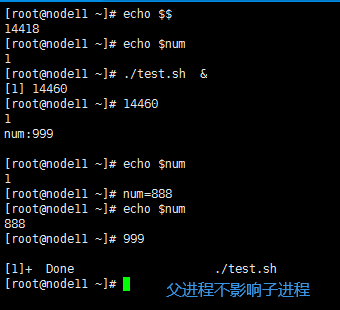 [root@node11 ~]# echo $$
14418
[root@node11 ~]# echo $num
1
[root@node11 ~]# ./test.sh  &
[1] 14460
[root@node11 ~]# 14460
1
num:999

[root@node11 ~]# echo $num
1
[root@node11 ~]# num=888
[root@node11 ~]# echo $num
888
[root@node11 ~]# 999

[1]+  Done                    ./test.sh
[root@node11 ~]#
父进程不影响子进程